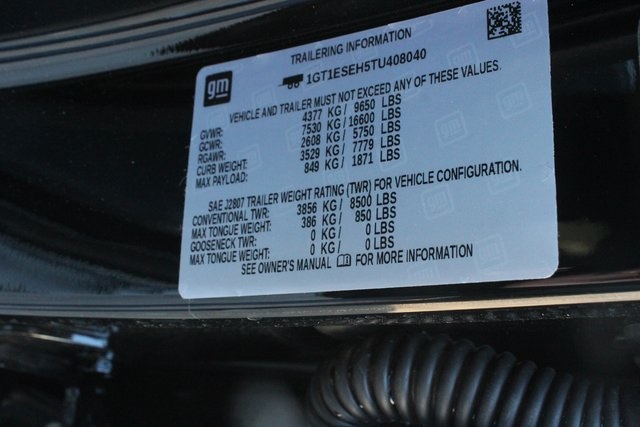 TRAILERING INFORMATION
gm
1GT1ESEH5TU408040
VEHICLE AND TRAILER MUST NOT EXCEED ANY OF THESE VALUES.
GVWR: 4377 KG / 9650 LBS
GCWR: 7530 KG / 16600 LBS
RGAWR: 2608 KG / 5750 LBS
CURB WEIGHT: 3529 KG / 7779 LBS
MAX PAYLOAD: 849 KG / 1871 LBS
SAE J2807 TRAILER WEIGHT RATING (TWR) FOR VEHICLE CONFIGURATION.
CONVENTIONAL TWR: 3856 KG / 8500 LBS
MAX TONGUE WEIGHT: 386 KG / 850 LBS
GOOSENECK TWR: 0 KG / 0 LBS
MAX TONGUE WEIGHT: 0 KG / 0 LBS
SEE OWNER'S MANUAL FOR MORE INFORMATION